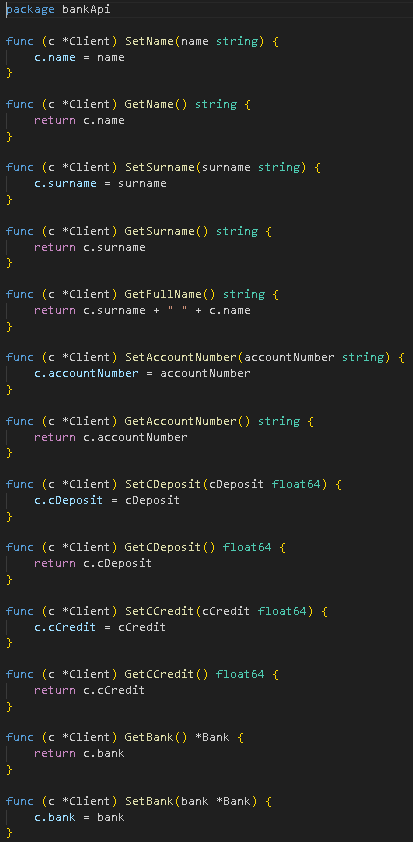 package bankApi
func (c *Client) SetName(name string) {
c.name = name
}
func (c *Client) GetName() string {
return c.name
}
func (c *Client) SetSurname(surname string) {
c.surname = surname
}
func (c *Client) GetSurname() string {
return c.surname
}
func (c *Client) GetFullName() string {
return c.surname + " " + c.name
}
func (c *Client) SetAccountNumber(accountNumber string) {
c.accountNumber = accountNumber
}
func (c *Client) GetAccountNumber() string {
return c.accountNumber
}
func (c *Client) SetCDeposit(cDeposit float64) {
c.cDeposit = cDeposit
}
func (c *Client) GetCDeposit() float64 {
return c.cDeposit
}
func (c *Client) SetCCredit(cCredit float64) {
c.cCredit = cCredit
}
func (c *Client) GetCCredit() float64 {
return c.cCredit
}
func (c *Client) GetBank() *Bank {
return c.bank
}
func (c *Client) SetBank(bank *Bank) {
c.bank = bank
}